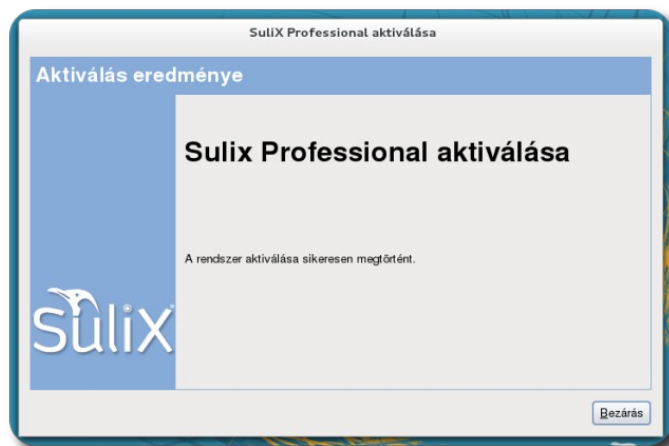 SuliX Professional aktiválása
Aktiválás eredménye
Sulix Professional aktiválása
A rendszer aktiválása sikeresen megtörtént.
SuliX
Bezárás